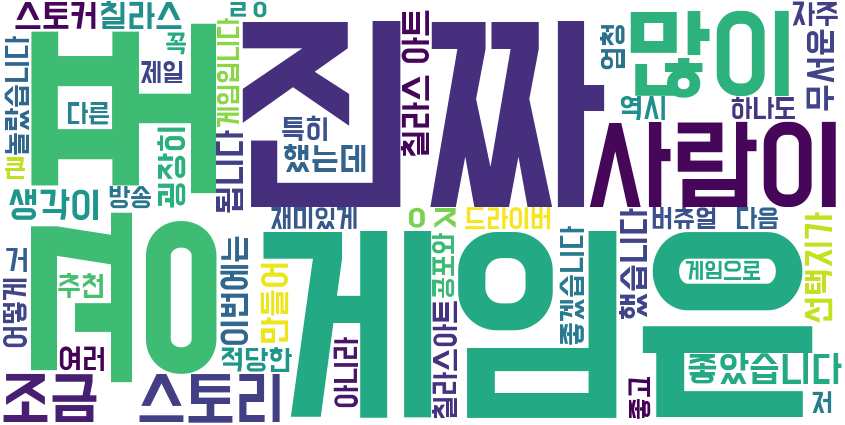 스토커
칠라스
꼭
ㄹㅇ
게임입니다
진짜
칠라스 아트
엄청
많이
자주
무서운
놀랐습니다
다른
제일
공포
굉장히
됩니다
특히
했는데
역시
하나도
사람이
생각이
방송
재미있게
ㅇㅈ
드라이버
버츄얼
다음
거
어떻게
추천
이번에는
만들어
게임은
공포와
좋겠습니다
했습니다
게임으로
선택지가
여러
적당한
아니라
칠라스아트
좋았습니다
조금
스토리
좋고
저